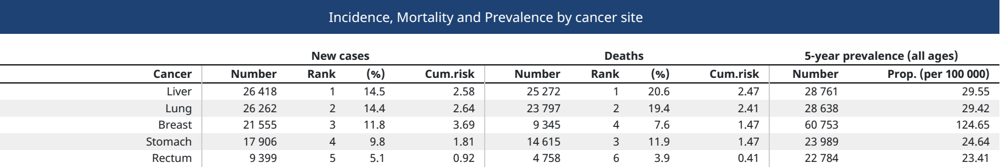 Incidence, Mortality and Prevalence by cancer site
New cases Deaths 5-year prevalence (all ages)
Cancer Number Rank (%) Cum.risk Number Rank (%) Cum.risk Number Prop. (per 100 000)
Liver 26 418 1 14.5 2.58 25 272 1 20.6 2.47 28 761 29.55
Lung 26 262 2 14.4 2.64 23 797 2 19.4 2.41 28 638 29.42
Breast 21 555 3 11.8 3.69 9 345 4 7.6 1.47 60 753 124.65
Stomach 17 906 4 9.8 1.81 14 615 3 11.9 1.47 23 989 24.64
Rectum 9 399 5 5.1 0.92 4 758 6 3.9 0.41 22 784 23.41